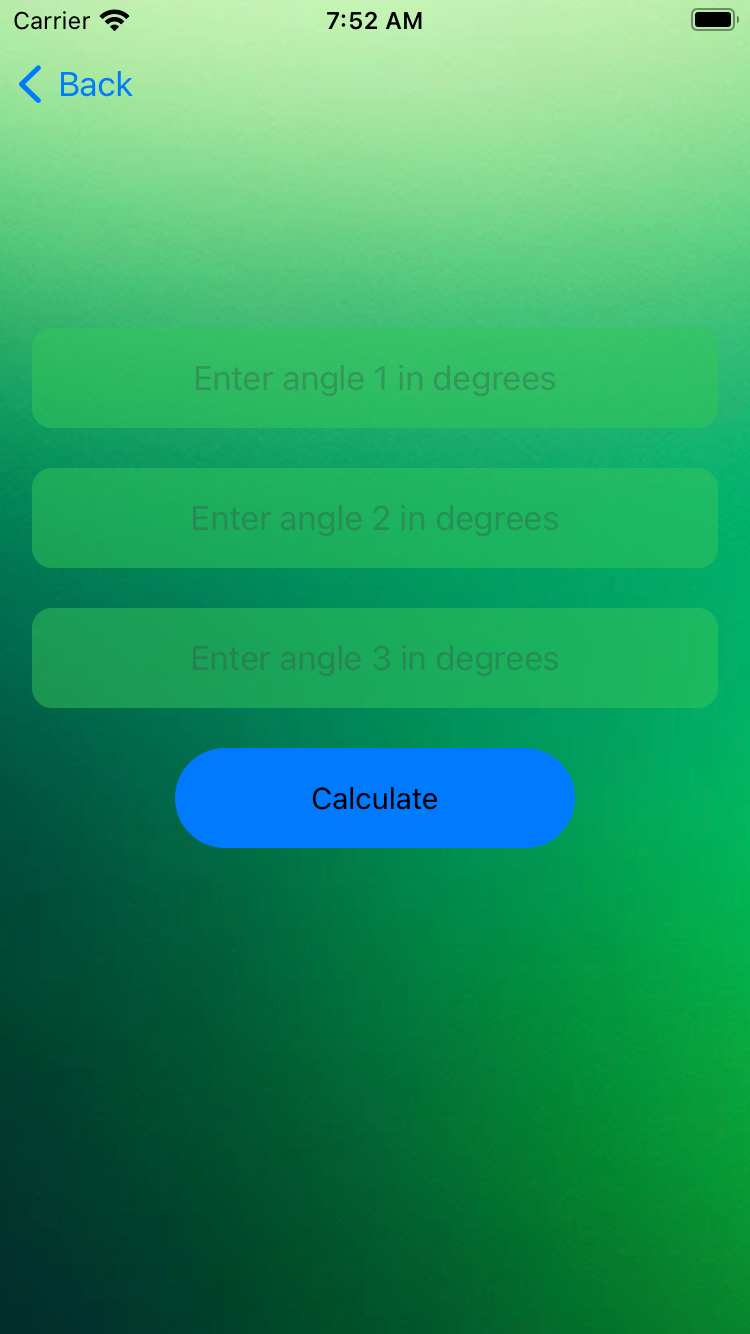 Carrier 7:52 AM
Back
Enter angle 1 in degrees
Enter angle 2 in degrees
Enter angle 3 in degrees
Calculate